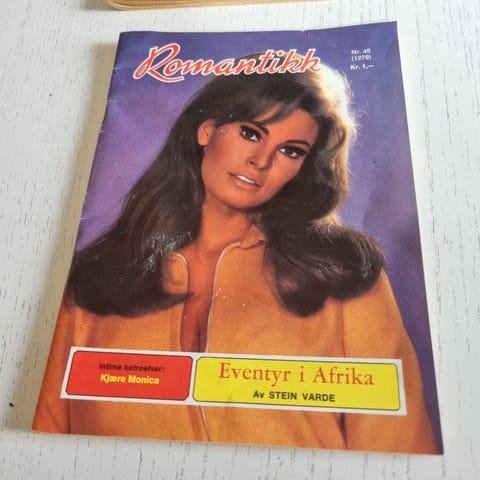 Romantikk
Nr. 45
(1279)
Kr. 1,—
Intime betroelser:
Kjære Monica
Eventyr i Afrika
Av STEIN VARDE